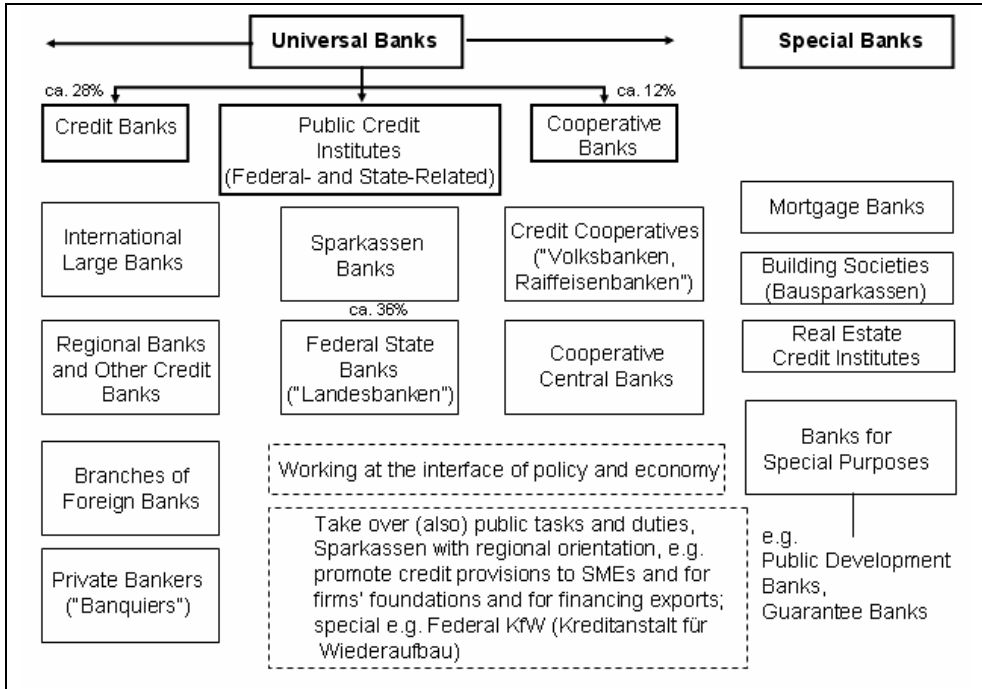 Universal Banks
Special Banks
ca. 28%
ca. 12%
Credit Banks
Public Credit
Institutes
(Federal- and State-Related)
Cooperative
Banks
International
Large Banks
Regional Banks
and Other Credit
Banks
Branches of
Foreign Banks
Private Bankers
("Banquiers")
Sparkassen
Banks
ca. 36%
Federal State
Banks
("Landesbanken")
Credit Cooperatives
("Volksbanken,
Raiffeisenbanken")
Cooperative
Central Banks
Working at the interface of policy and economy
Take over (also) public tasks and duties,
Sparkassen with regional orientation, e.g.
promote credit provisions to SMEs and for
firms' foundations and for financing exports;
special e.g. Federal KfW (Kreditanstalt für
Wiederaufbau)
Mortgage Banks
Building Societies
(Bausparkassen)
Real Estate
Credit Institutes
Banks for
Special Purposes
e.g.
Public Development
Banks,
Guarantee Banks